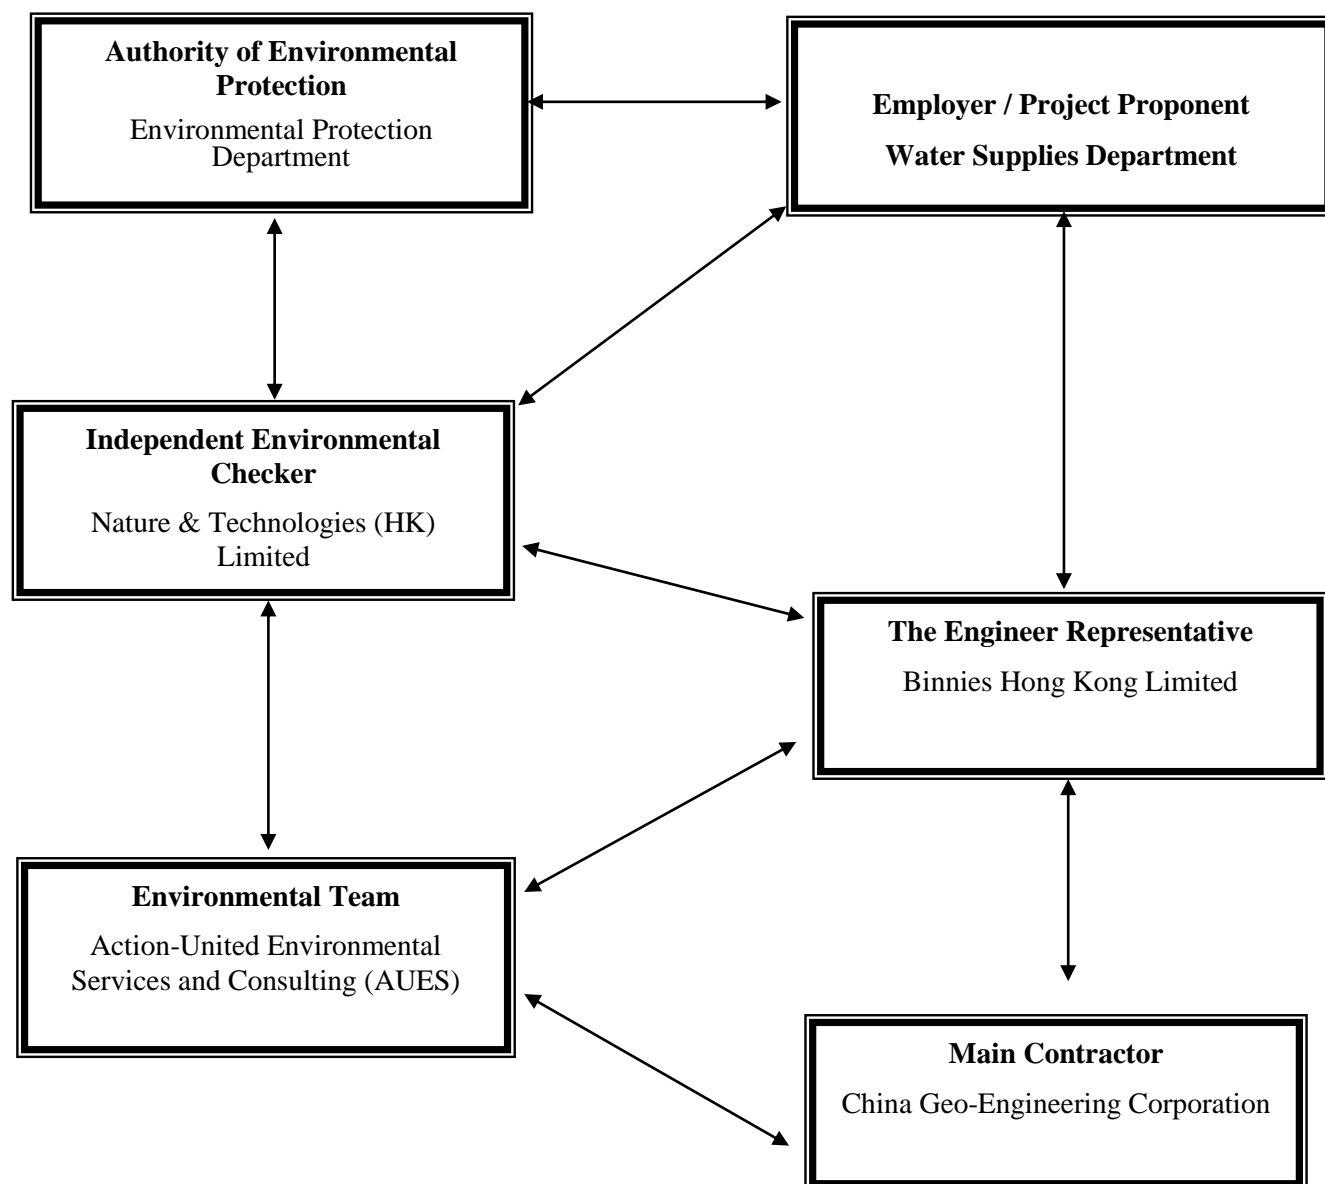 Authority of Environmental
Protection
Environmental Protection
Department
Employer / Project Proponent
Water Supplies Department
Independent Environmental
Checker
Nature & Technologies (HK)
Limited
The Engineer Representative
Binnies Hong Kong Limited
Environmental Team
Action-United Environmental
Services and Consulting (AUES)
Main Contractor
China Geo-Engineering Corporation